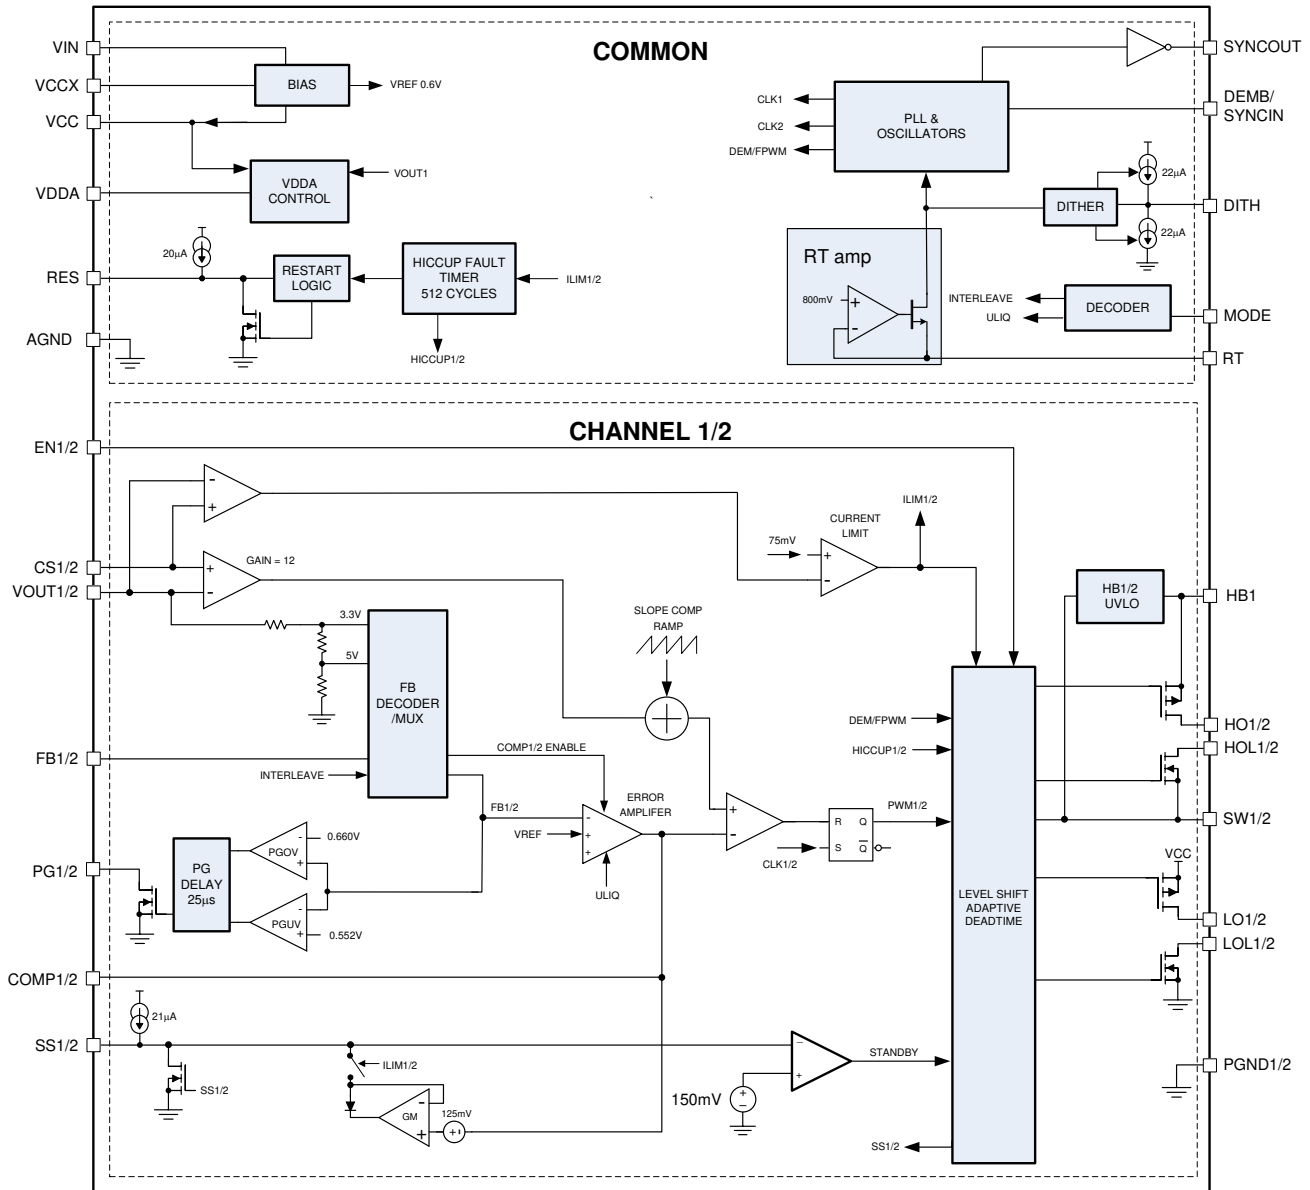 COMMON
VIN
VCCX
VCC
VDDA
RES
AGND
BIAS
VREF 0.6V
VDDA
CONTROL
VOUT1
20µA
RESTART
LOGIC
HICCUP FAULT
TIMER
512 CYCLES
ILIM1/2
HICCUP1/2
CLK1
CLK2
DEM/FPWM
PLL &
OSCILLATORS
SYNCOUT
DEMB/
SYNCIN
22µA
DITHER
22µA
DITH
RT amp
800mV
+
-
INTERLEAVE
ULIQ
DECODER
MODE
RT
CHANNEL 1/2
EN1/2
-
+
CS1/2
VOUT1/2
+
-
GAIN = 12
CURRENT
LIMIT
75mV
+
-
ILIM1/2
HB1/2
UVLO
HB1
3.3V
5V
FB
DECODER
/MUX
SLOPE COMP
RAMP
FB1/2
INTERLEAVE
COMP1/2 ENABLE
FB1/2
ERROR
AMPLIFER
VREF
-
+
+
ULIQ
+
-
R Q
S Q
CLK1/2
PWM1/2
DEM/FPWM
HICCUP1/2
LEVEL SHIFT
ADAPTIVE
DEADTIME
HO1/2
HOL1/2
SW1/2
VCC
LO1/2
LOL1/2
PGND1/2
PG1/2
PG
DELAY
25µs
PGOV
-
+
0.660V
PGUV
-
+
0.552V
COMP1/2
21µA
SS1/2
SS1/2
ILIM1/2
GM
-
+
125mV
+
-
150mV
+
-
-
+
STANDBY
SS1/2